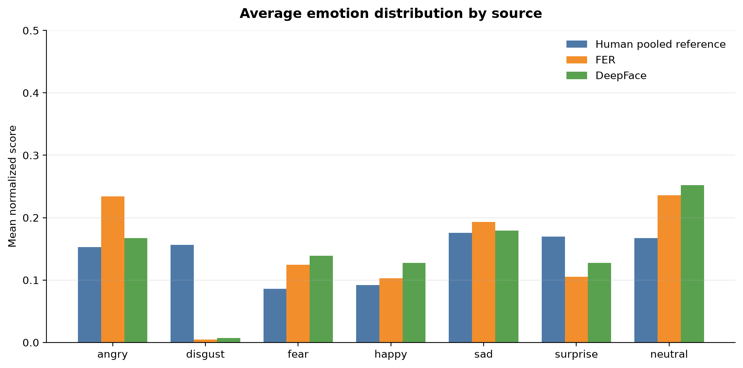 Average emotion distribution by source
Human pooled reference
FER
DeepFace
Mean normalized score
0.5
0.4
0.3
0.2
0.1
0.0
angry disgust fear happy sad surprise neutral